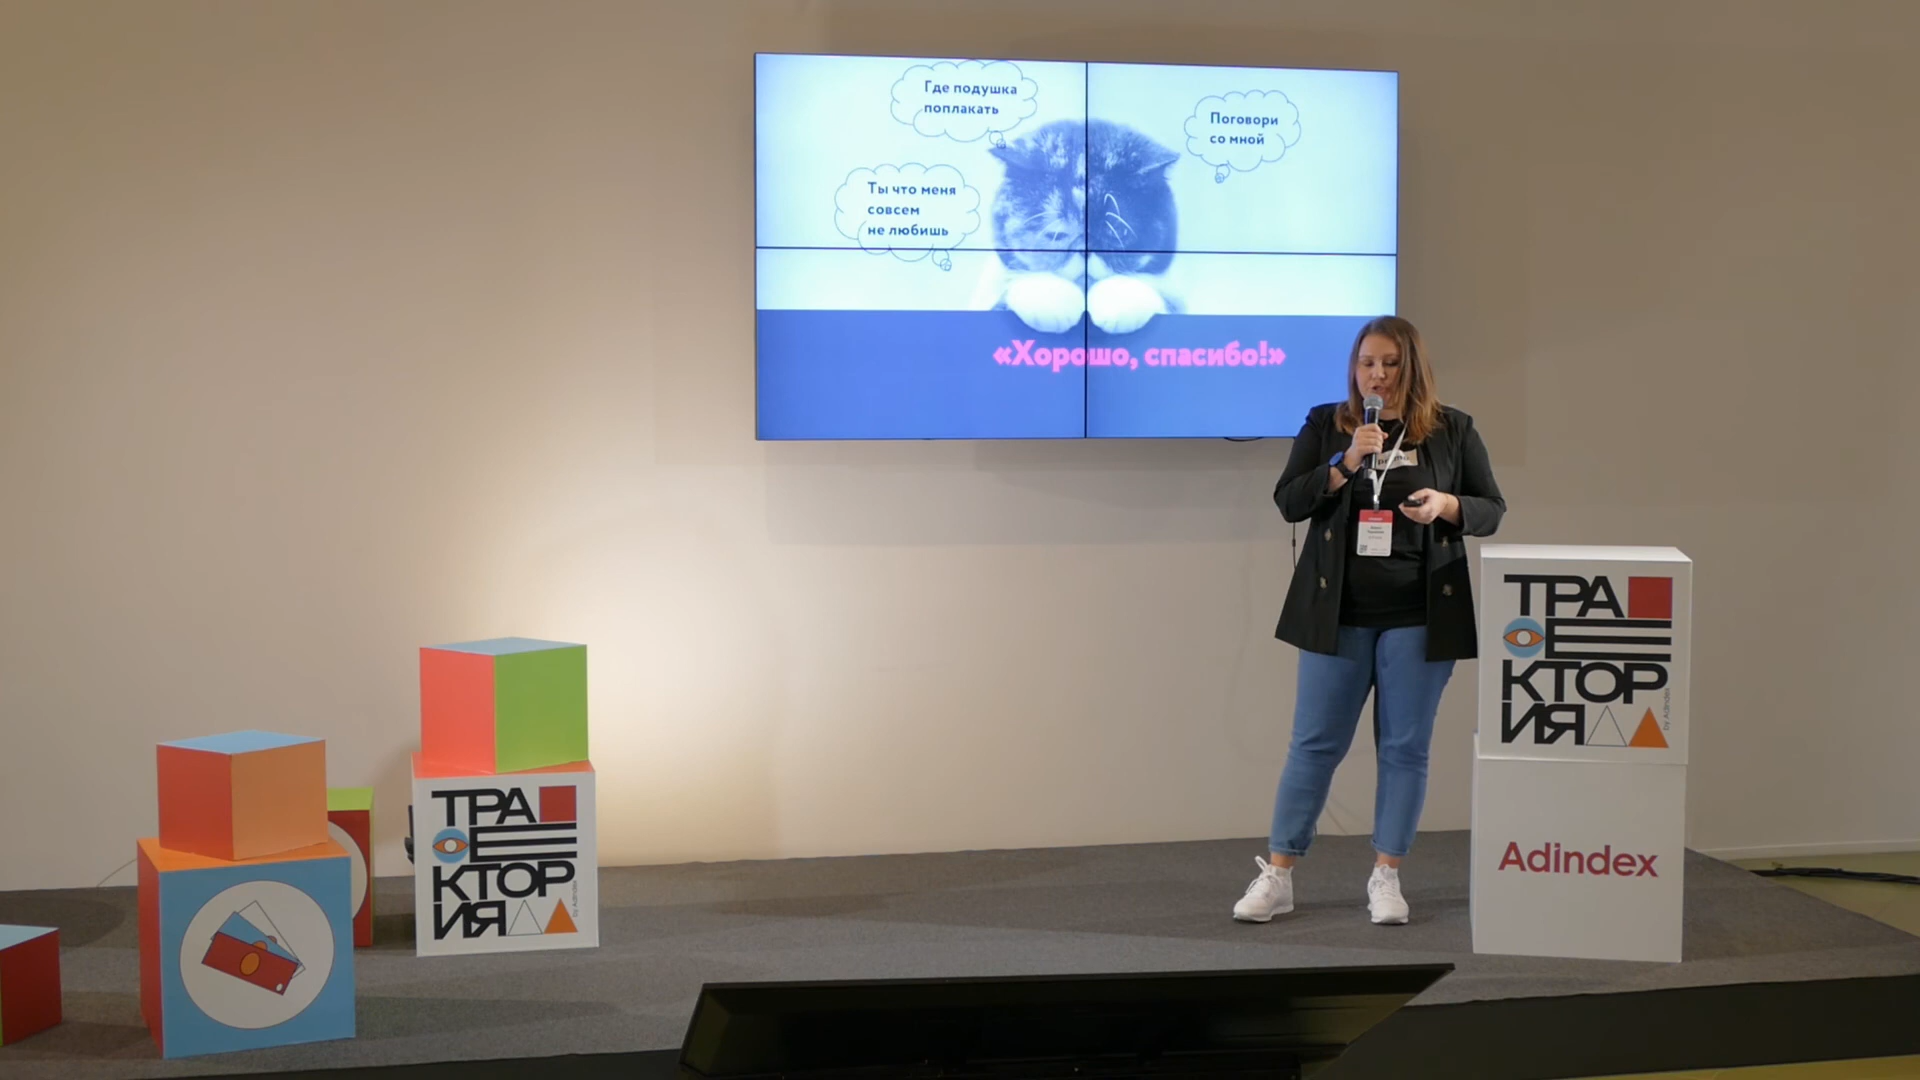 Где подушка
поплакать
Поговори
со мной
Ты что меня
совсем
не любишь
«Хорошо, спасибо!»
ТРА
Е
КТОР
ИЯ
by Adindex
Adindex
ТРА
Е
КТОР
ИЯ
by Adindex